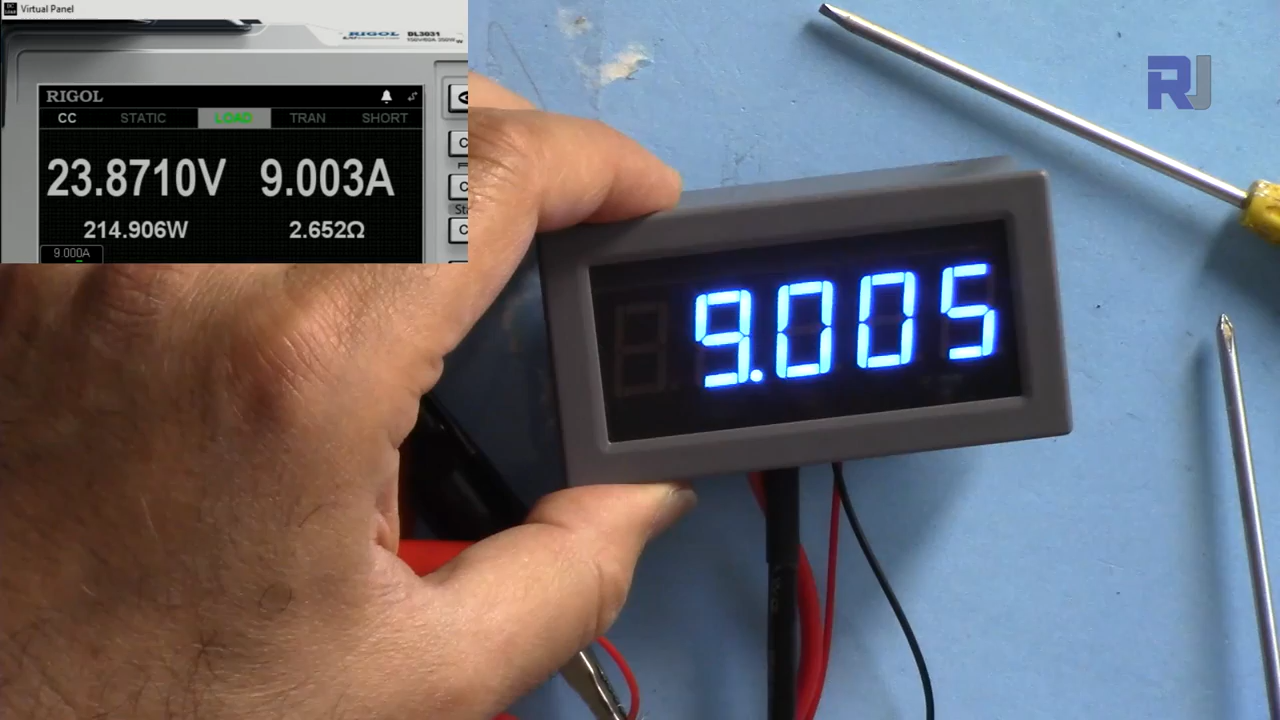 Virtual Panel
RIGOL DL3031
RIGOL
CC STATIC LOAD TRAN SHORT
23.8710V 9.003A
214.906W 2.652Ω
9.000A
RJ
9.005